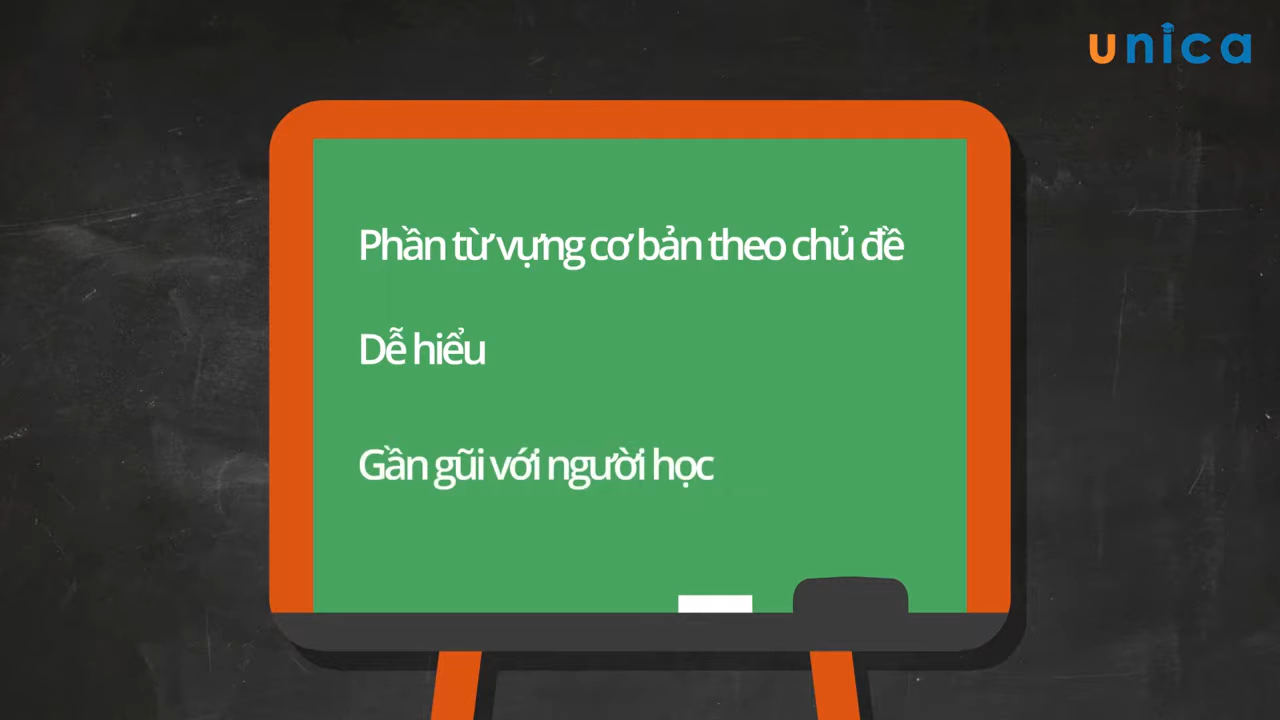 unica
Phần từ vựng cơ bản theo chủ đề
Dễ hiểu
Gần gũi với người học